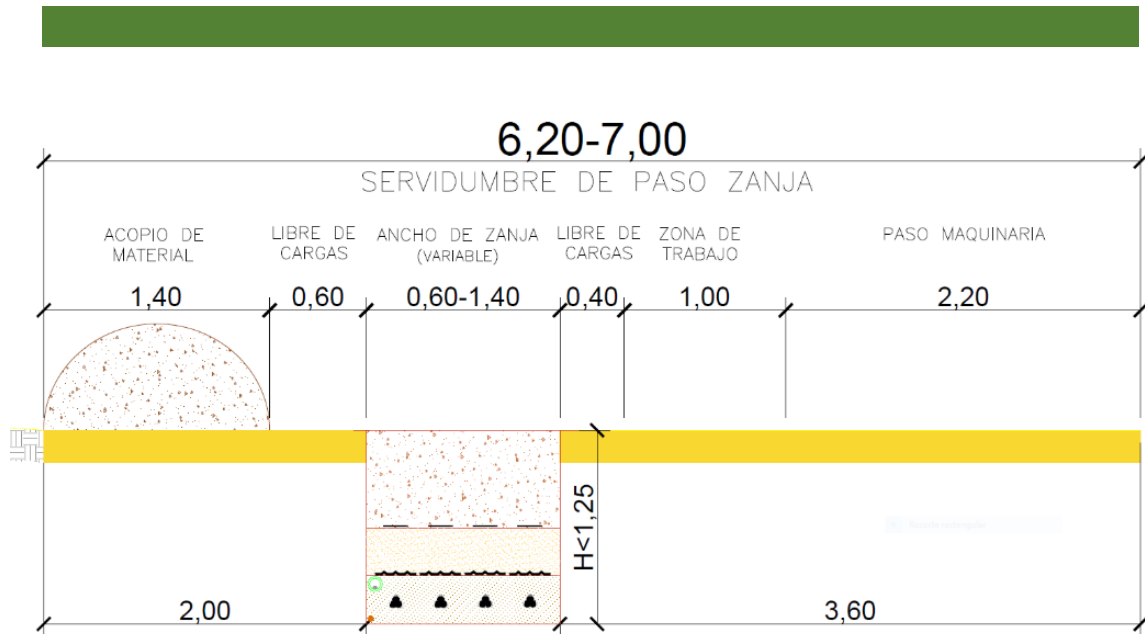 6,20-7,00
SERVIDUMBRE DE PASO ZANJA
ACOPIO DE
MATERIAL
LIBRE DE
CARGAS
ANCHO DE ZANJA
(VARIABLE)
LIBRE DE
CARGAS
ZONA DE
TRABAJO
PASO MAQUINARIA
1,40
0,60
0,60-1,40
0,40
1,00
2,20
H<1,25
2,00
3,60